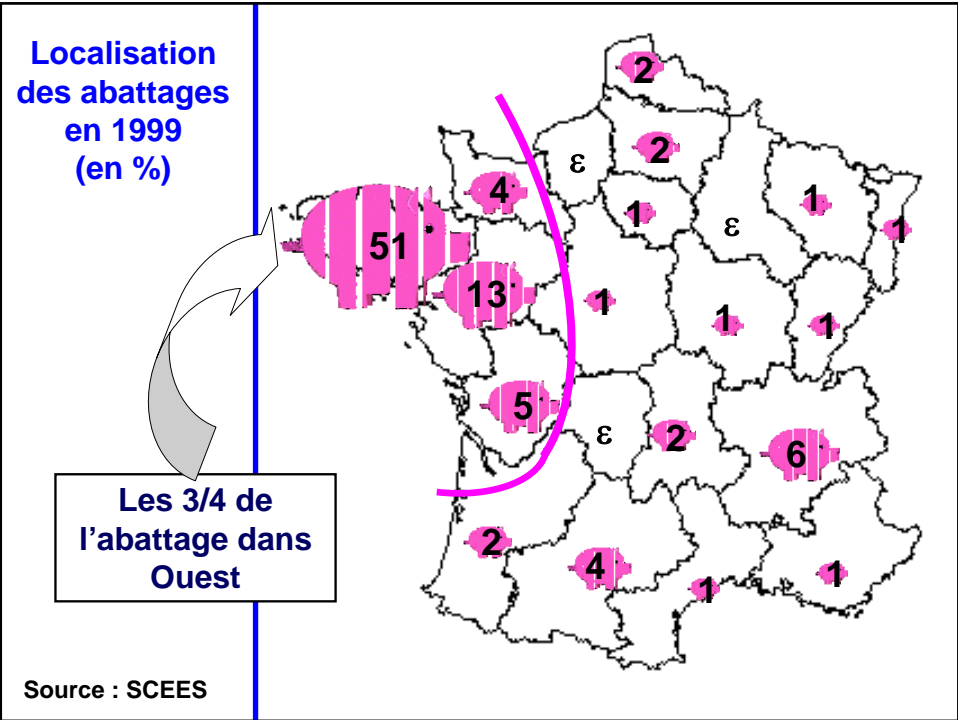 Localisation
des abattages
en 1999
(en %)
2
2
ε
4
1
1
ε
1
51
13
1
1
1
5
ε
2
6
2
4
1
1
Les 3/4 de
l’abattage dans
Ouest
Source : SCEES